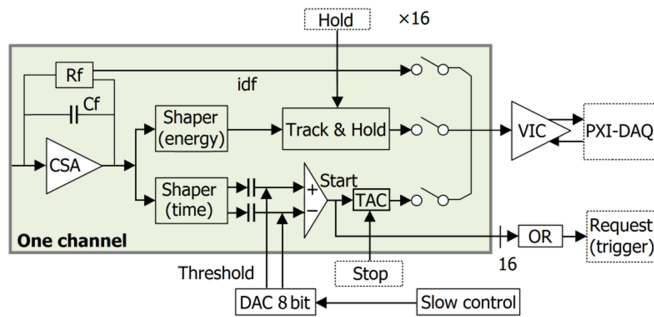 Hold
×16
Rf
idf
Cf
Shaper
(energy)
Track & Hold
CSA
VIC
PXI-DAQ
Shaper
(time)
+
−
Start
TAC
One channel
16
OR
Request
(trigger)
Threshold
Stop
DAC 8 bit
Slow control